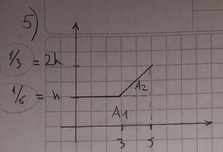 5)
1/3 = 2h
1/6 = h
A2
A1
3 5